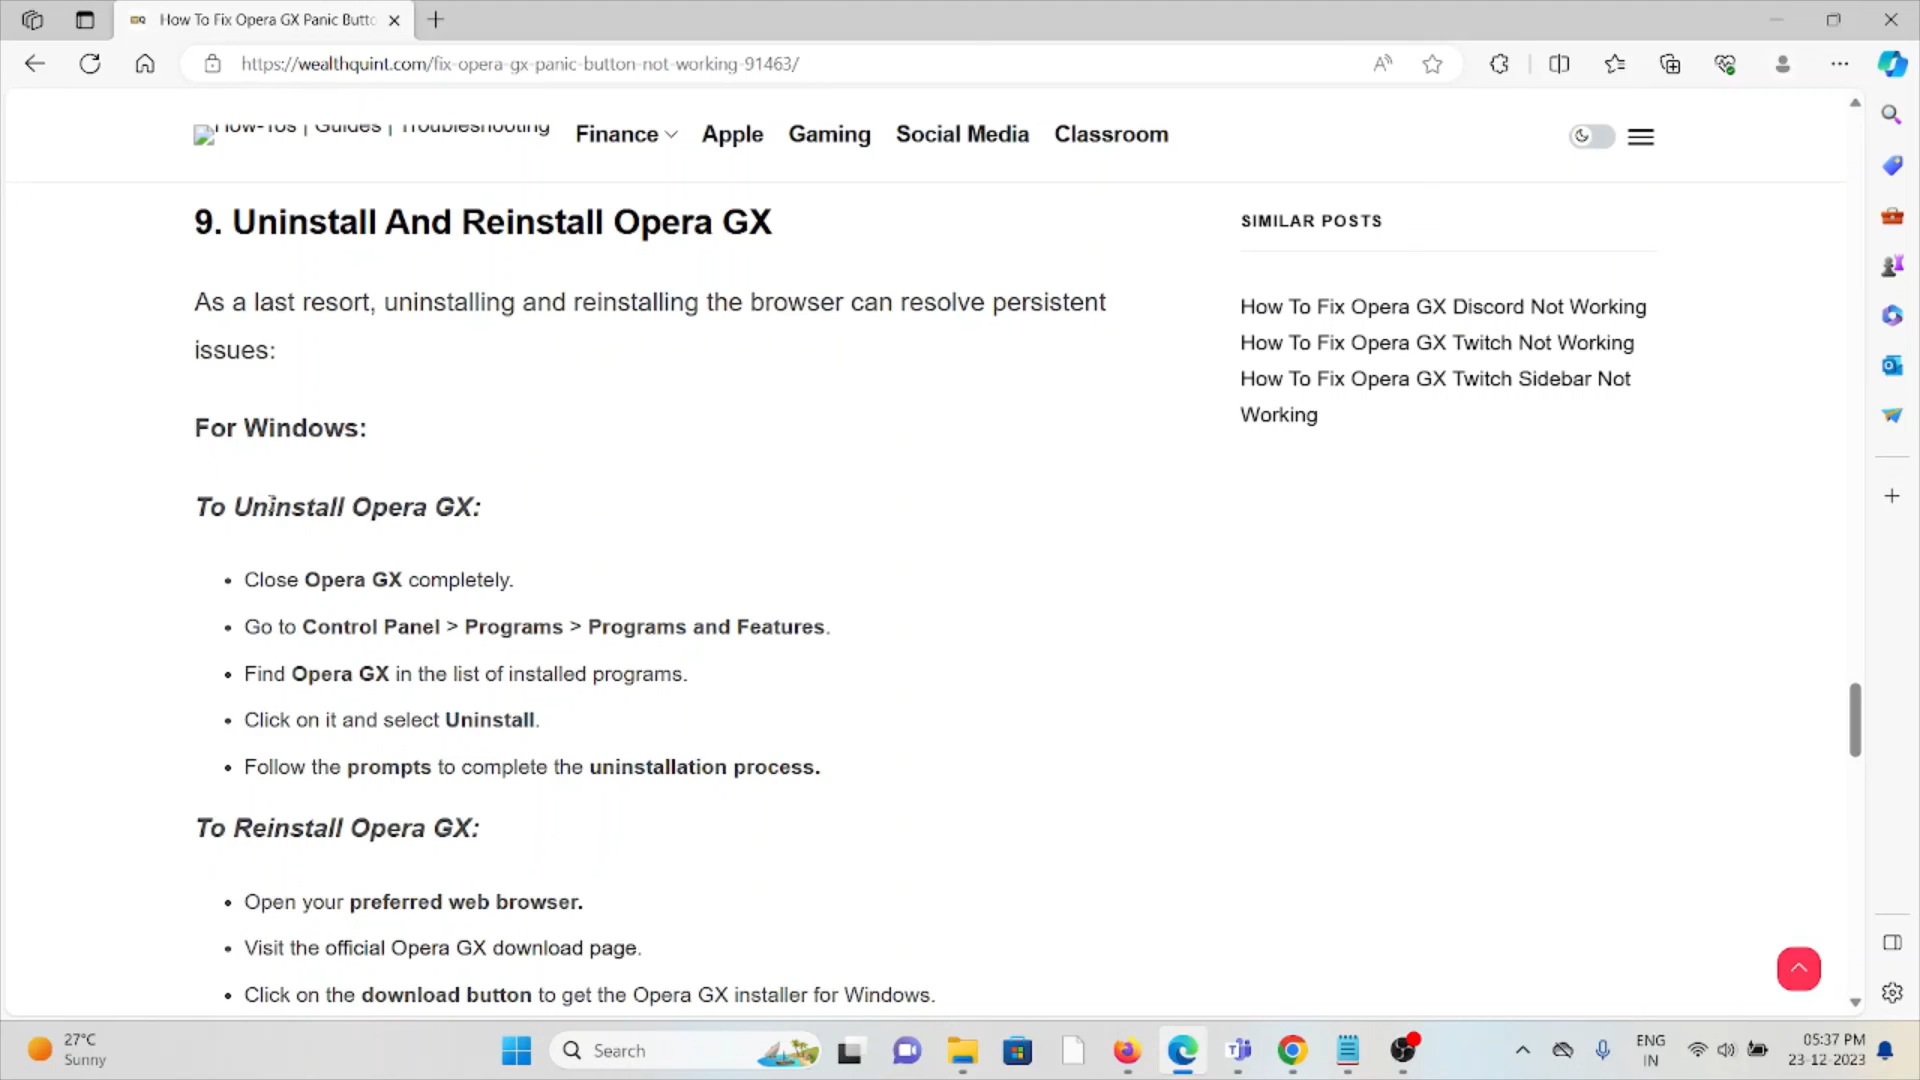 How To Fix Opera GX Panic Butto
https://wealthquint.com/fix-opera-gx-panic-button-not-working-91463/
How-Tos | Guides | Troubleshooting
Finance
Apple
Gaming
Social Media
Classroom
9. Uninstall And Reinstall Opera GX
As a last resort, uninstalling and reinstalling the browser can resolve persistent
issues:
For Windows:
To Uninstall Opera GX:
• Close Opera GX completely.
• Go to Control Panel > Programs > Programs and Features.
• Find Opera GX in the list of installed programs.
• Click on it and select Uninstall.
• Follow the prompts to complete the uninstallation process.
To Reinstall Opera GX:
• Open your preferred web browser.
• Visit the official Opera GX download page.
• Click on the download button to get the Opera GX installer for Windows.
SIMILAR POSTS
How To Fix Opera GX Discord Not Working
How To Fix Opera GX Twitch Not Working
How To Fix Opera GX Twitch Sidebar Not
Working
27°C
Sunny
Search
ENG
IN
05:37 PM
23-12-2023